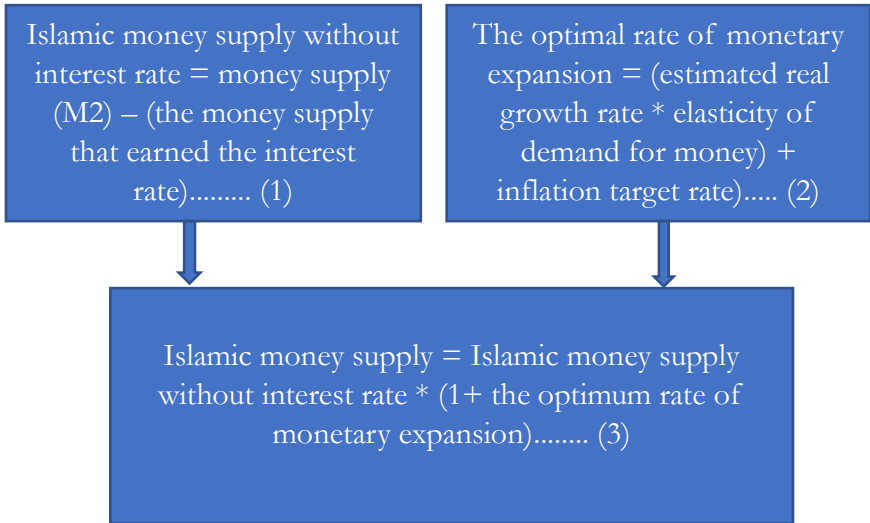 Islamic money supply without
interest rate = money supply
(M2) – (the money supply
that earned the interest
rate)......... (1)
The optimal rate of monetary
expansion = (estimated real
growth rate * elasticity of
demand for money) +
inflation target rate)..... (2)
Islamic money supply = Islamic money supply
without interest rate * (1+ the optimum rate of
monetary expansion)........ (3)